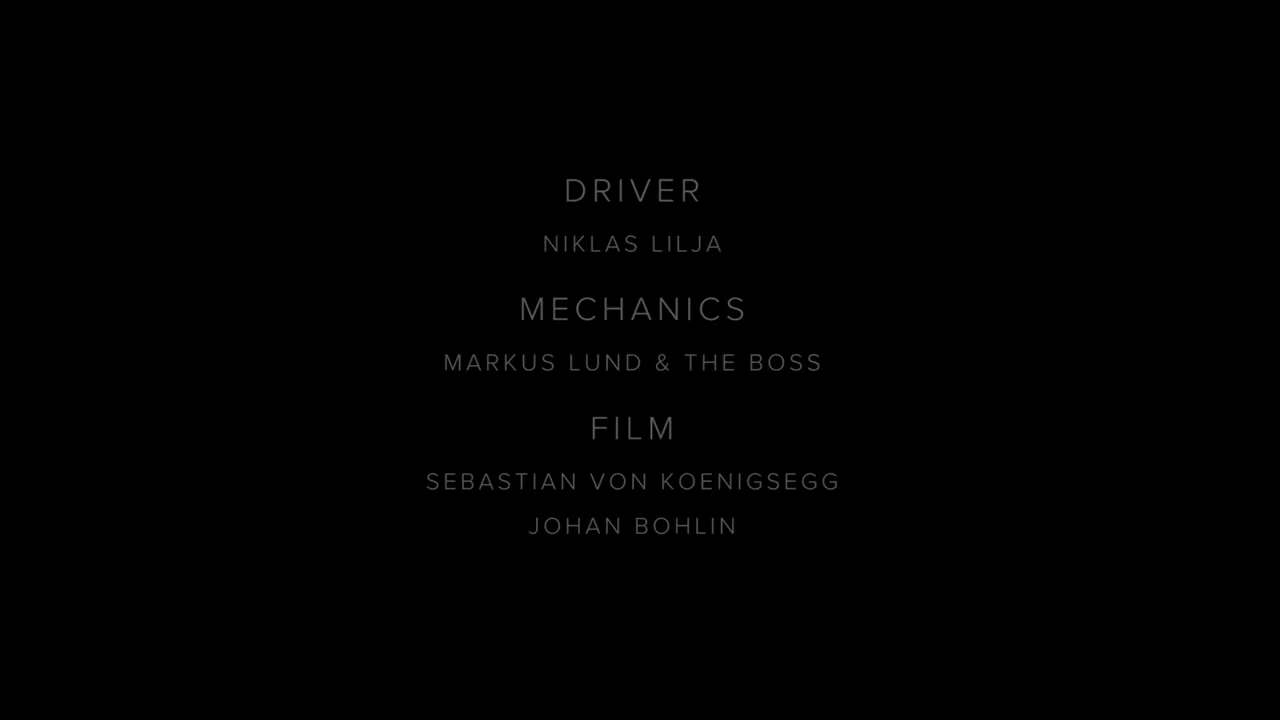 DRIVER
NIKLAS LILJA
MECHANICS
MARKUS LUND & THE BOSS
FILM
SEBASTIAN VON KOENIGSEGG
JOHAN BOHLIN